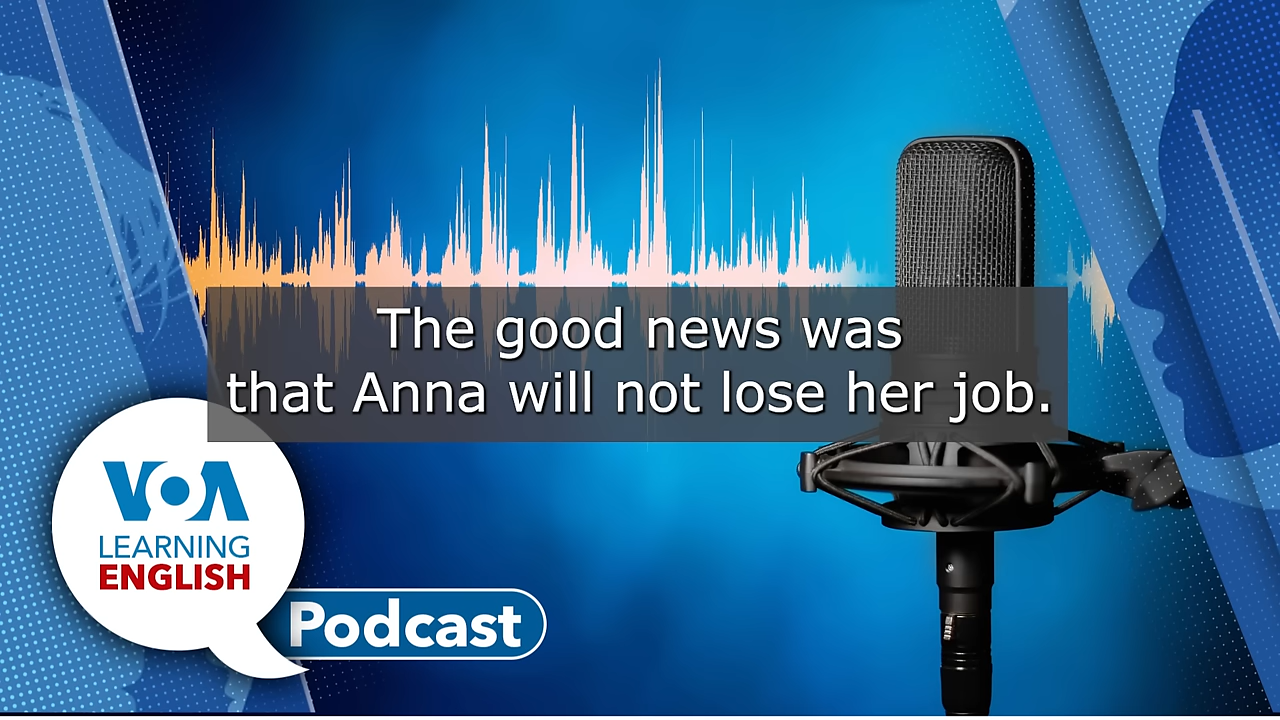 The good news was
that Anna will not lose her job.
VOA
LEARNING
ENGLISH
Podcast